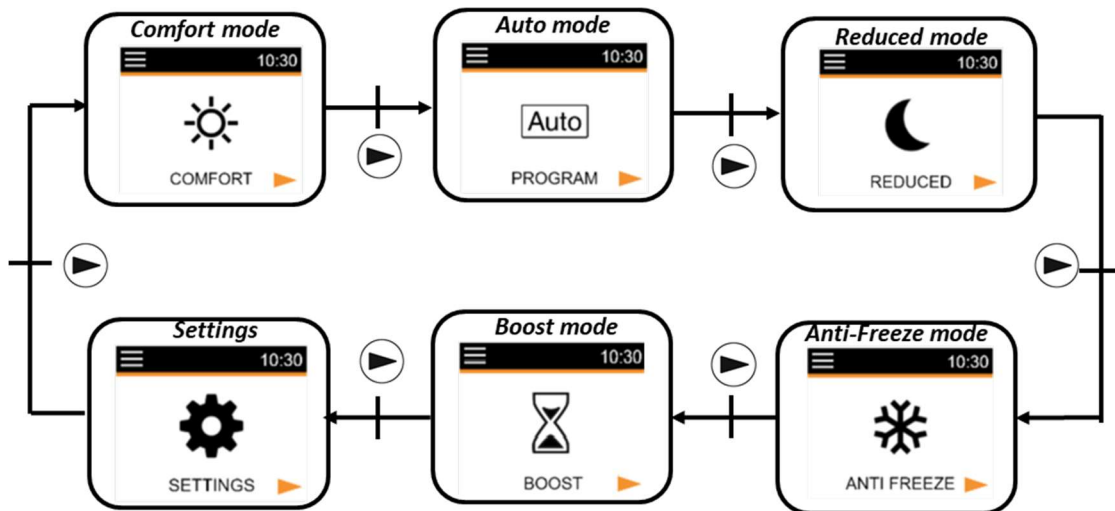 Comfort mode
10:30
COMFORT
Auto mode
10:30
Auto
PROGRAM
Reduced mode
10:30
REDUCED
Settings
10:30
SETTINGS
Boost mode
10:30
BOOST
Anti-Freeze mode
10:30
ANTI FREEZE